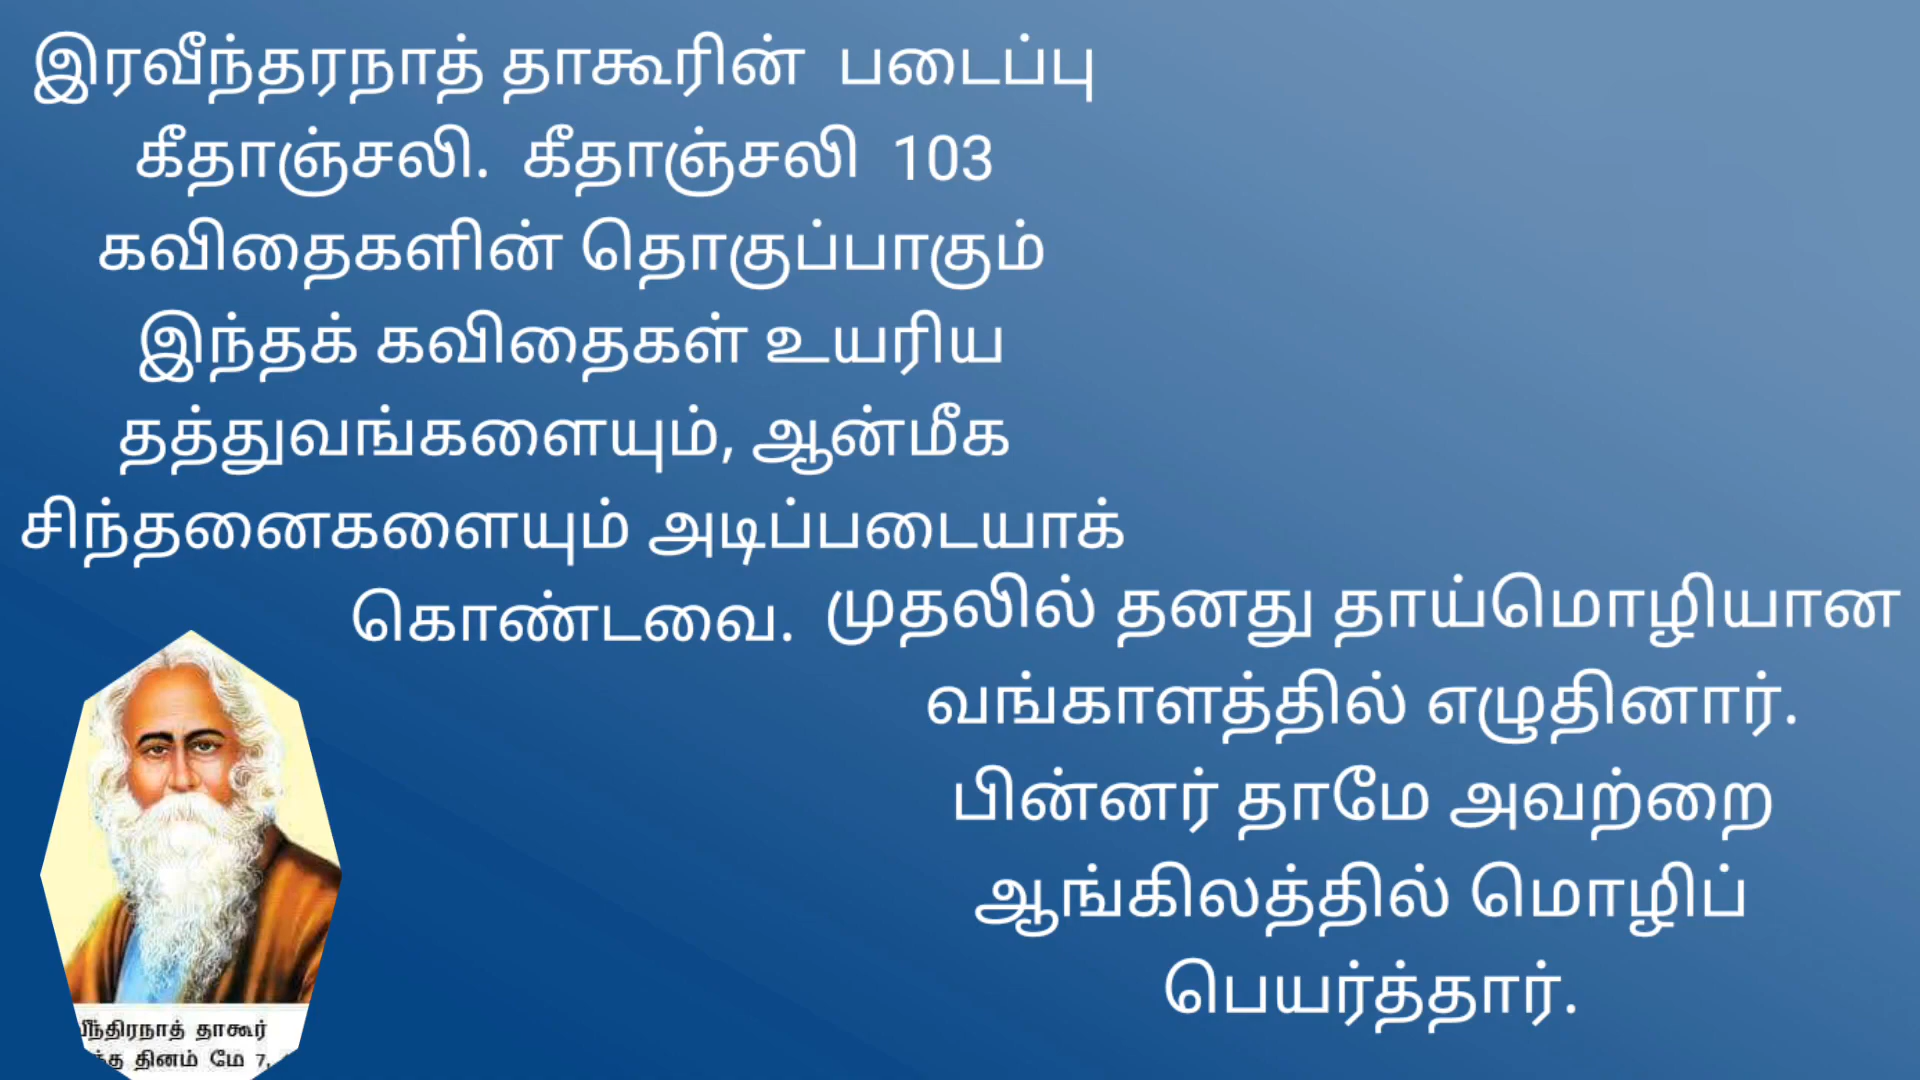 இரவீந்தரநாத் தாகூரின் படைப்பு
கீதாஞ்சலி. கீதாஞ்சலி 103
கவிதைகளின் தொகுப்பாகும்
இந்தக் கவிதைகள் உயரிய
தத்துவங்களையும், ஆன்மீக
சிந்தனைகளையும் அடிப்படையாக்
கொண்டவை.
முதலில் தனது தாய்மொழியான
வங்காளத்தில் எழுதினார்.
பின்னர் தாமே அவற்றை
ஆங்கிலத்தில் மொழிப்
பெயர்த்தார்.
தாகூர்
தினம் மே 7,